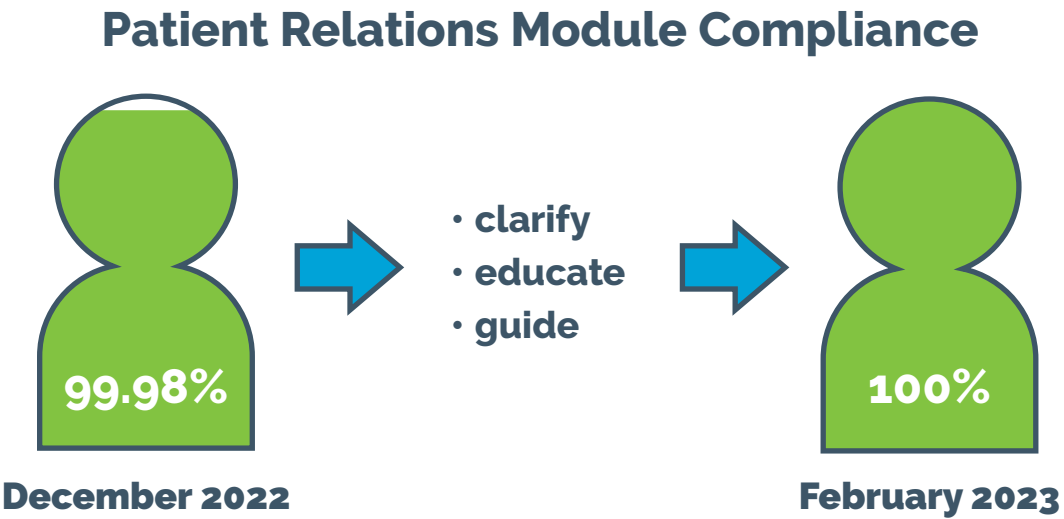 Patient Relations Module Compliance
99.98%
December 2022
• clarify
• educate
• guide
100%
February 2023